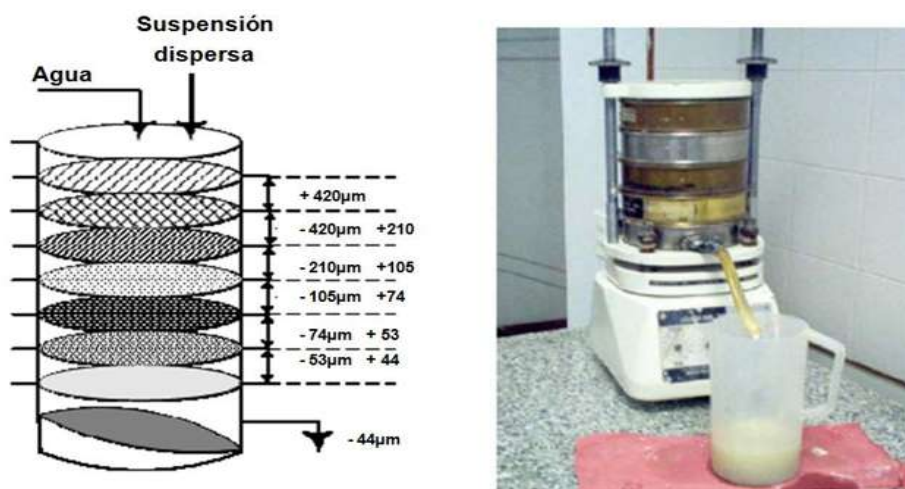 Suspensión
dispersa
Agua
+ 420µm
- 420µm +210
- 210µm +105
- 105µm +74
- 74µm + 53
- 53µm + 44
- 44µm